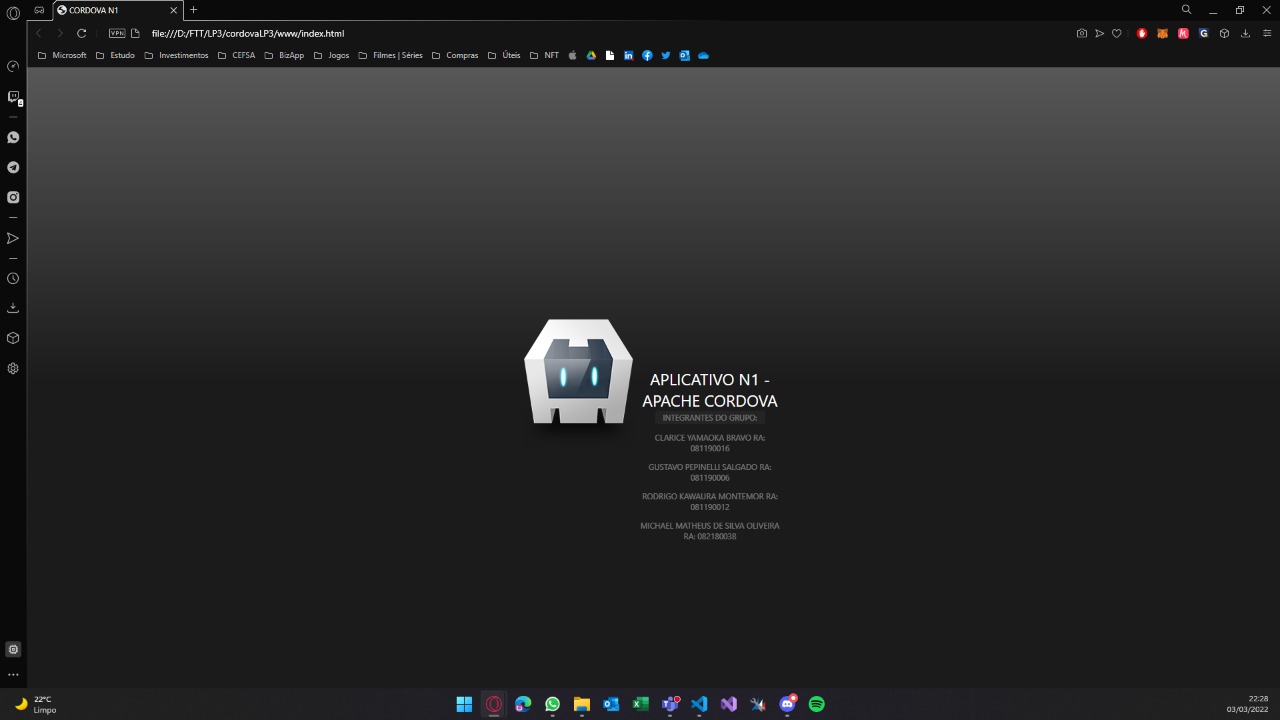 CORDOVA N1
VPN
file:///D:/FTT/LP3/cordovaLP3/www/index.html
Microsoft Estudo Investimentos CEFSA BizApp Jogos Filmes | Séries Compras Úteis NFT
APLICATIVO N1 -
APACHE CORDOVA
INTEGRANTES DO GRUPO:
CLARICE YAMAOKA BRAVO RA:
081190016
GUSTAVO PEPINELLI SALGADO RA:
081190006
RODRIGO KAWAURA MONTEMOR RA:
081190012
MICHAEL MATHEUS DE SILVA OLIVEIRA
RA: 082180038
22°C
Limpo
22:28
03/03/2022